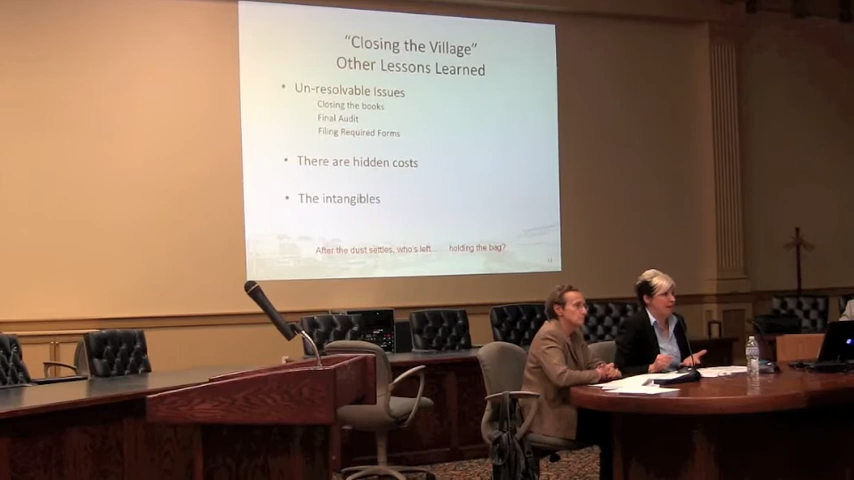 "Closing the Village"
Other Lessons Learned
• Un-resolvable Issues
Closing the books
Final Audit
Filing Required Forms
• There are hidden costs
• The intangibles
After the dust settles, who's left.... holding the bag?